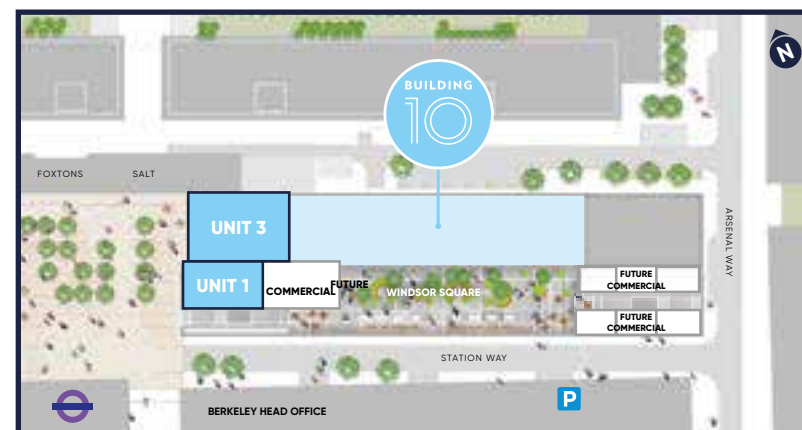 N
BUILDING
10
FOXTONS
SALT
UNIT 3
ARSENAL WAY
UNIT 1
COMMERCIAL
FUTURE
WINDSOR SQUARE
FUTURE
COMMERCIAL
FUTURE
COMMERCIAL
STATION WAY
P
BERKELEY HEAD OFFICE